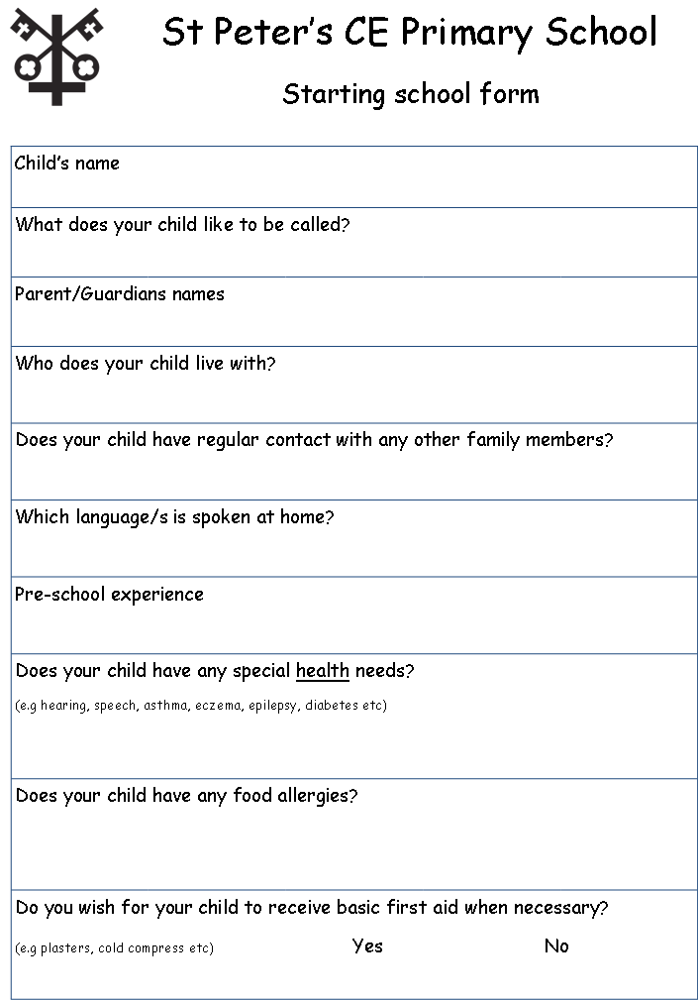 St Peter's CE Primary School
Starting school form
Child's name
What does your child like to be called?
Parent/Guardians names
Who does your child live with?
Does your child have regular contact with any other family members?
Which language/s is spoken at home?
Pre-school experience
Does your child have any special health needs?
(e.g hearing, speech, asthma, eczema, epilepsy, diabetes etc)
Does your child have any food allergies?
Do you wish for your child to receive basic first aid when necessary?
(e.g plasters, cold compress etc) Yes No